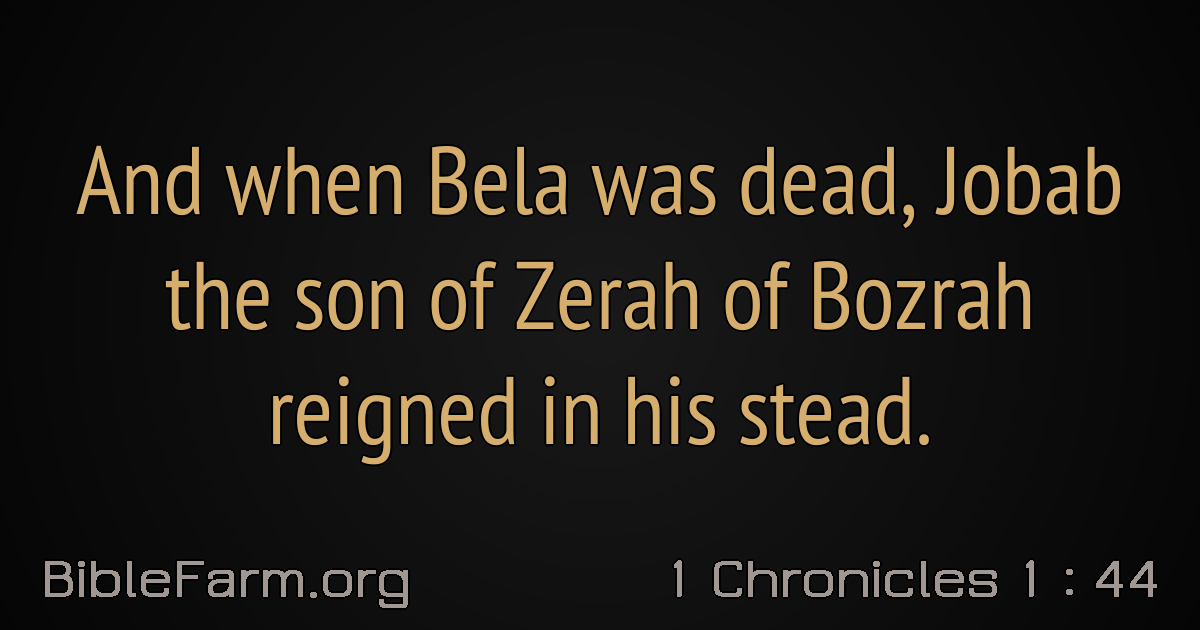 And when Bela was dead, Jobab
the son of Zerah of Bozrah
reigned in his stead.
BibleFarm.org
1 Chronicles 1 : 44